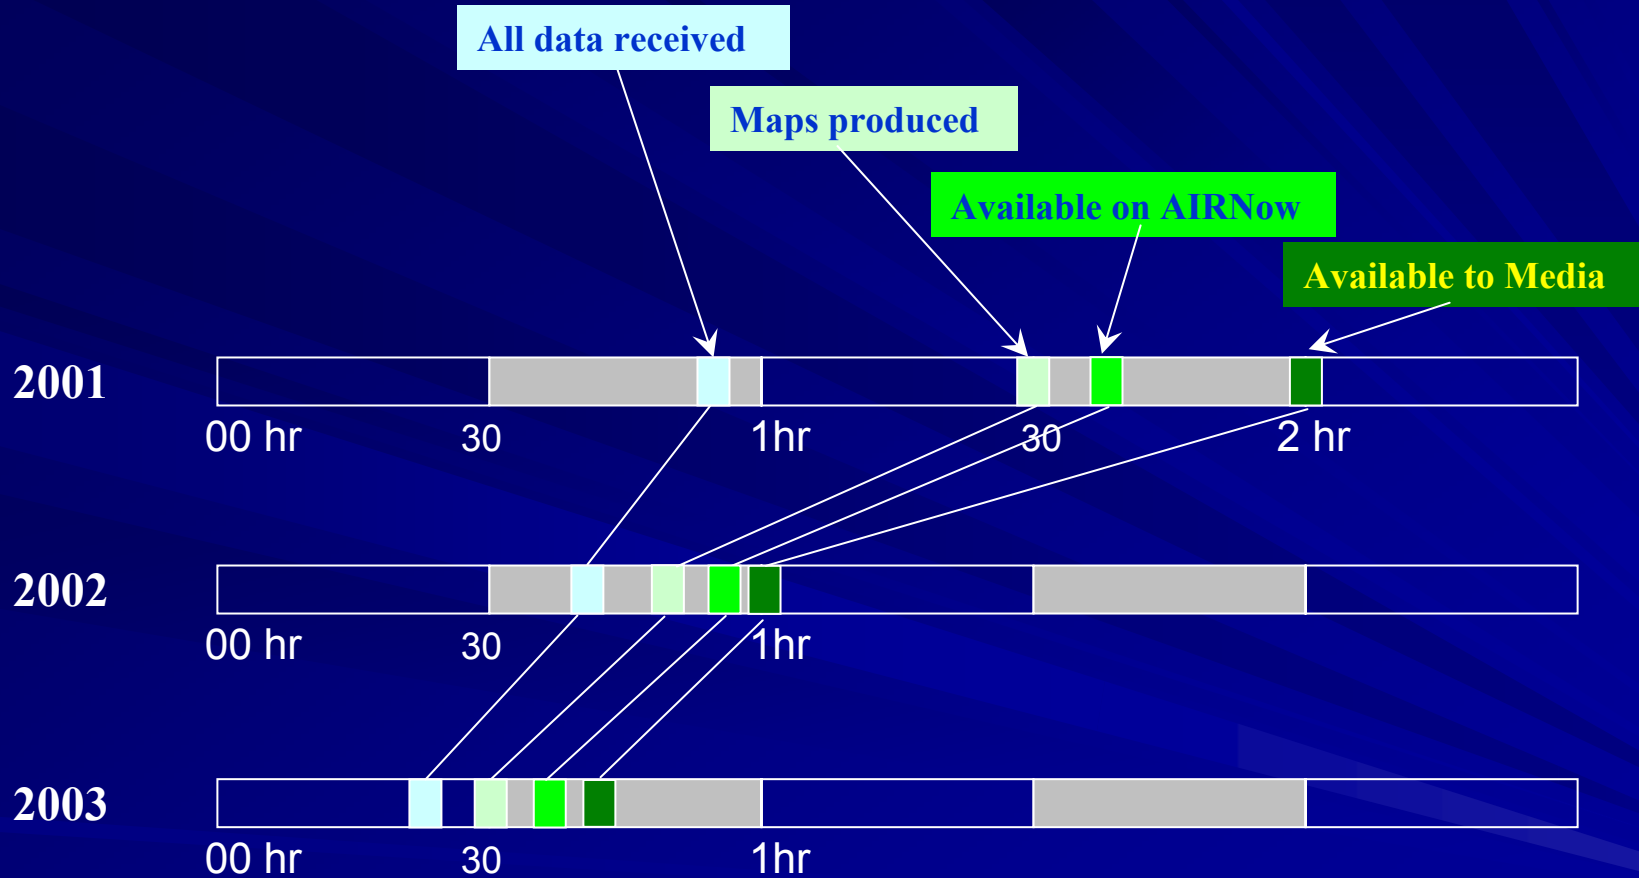 All data received
Maps produced
Available on AIRNow
Available to Media
2001
00 hr 30 1hr 30 2 hr
2002
00 hr 30 1hr
2003
00 hr 30 1hr